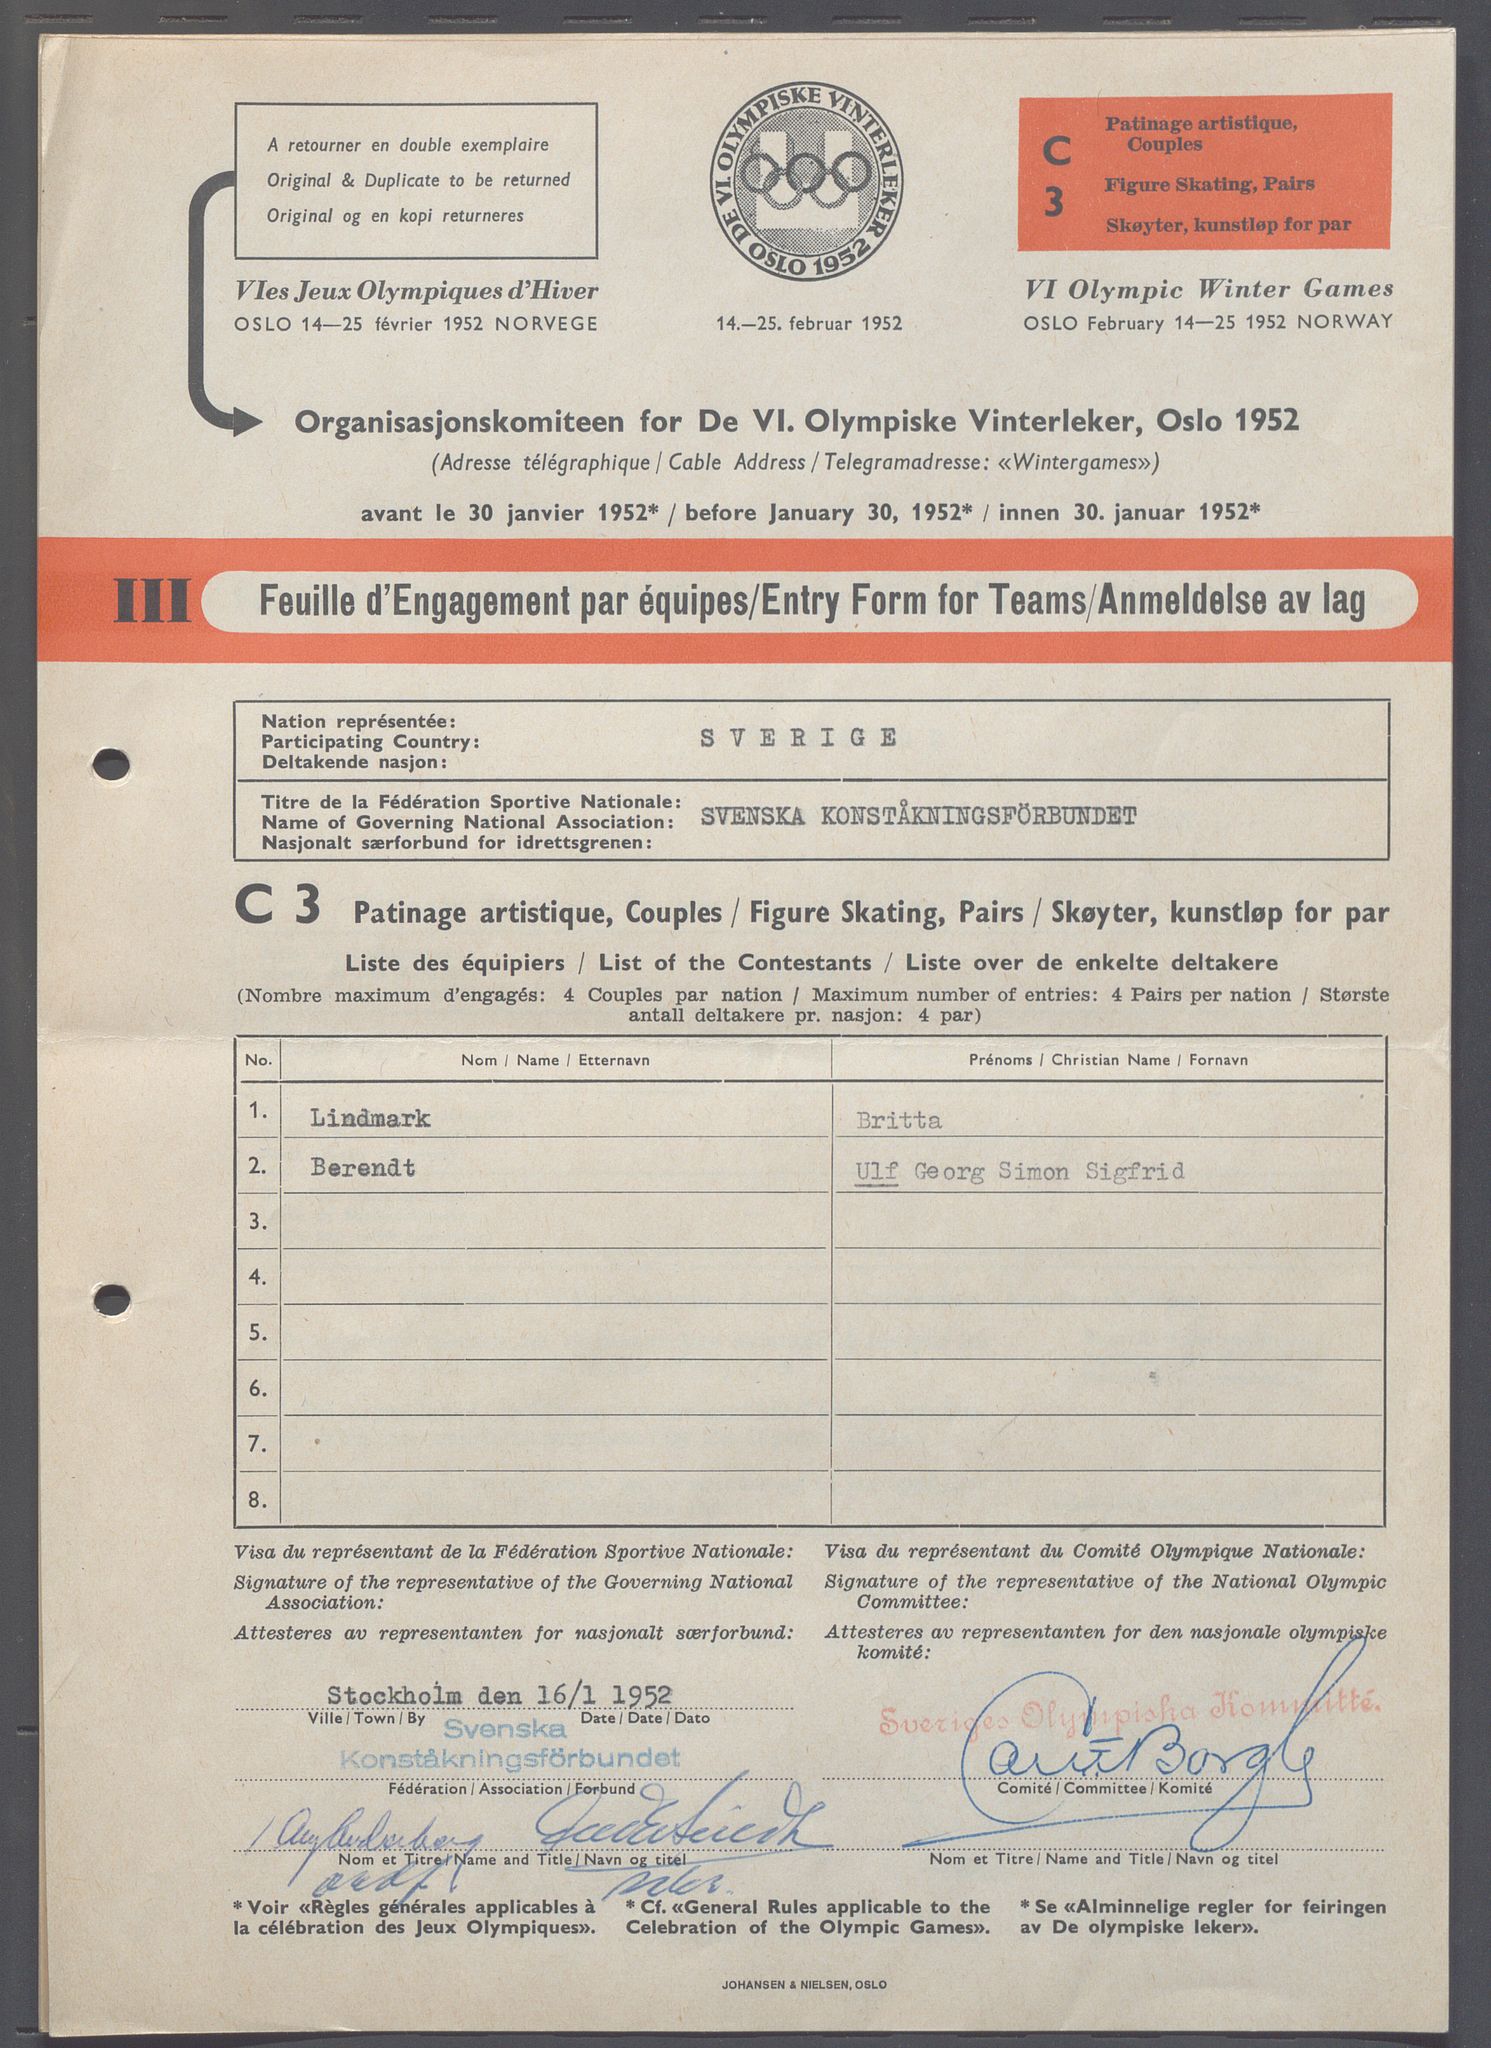 A retourner en double exemplaire
Original & Duplicate to be returned
Original og en kopi returneres
DE VI. OLYMPISKE VINTERLEKER
OSLO 1952
C
3
Patinage artistique,
Couples
Figure Skating, Pairs
Skøyter, kunstløp for par
VIes Jeux Olympiques d'Hiver
OSLO 14—25 février 1952 NORVEGE
14.—25. februar 1952
VI Olympic Winter Games
OSLO February 14—25 1952 NORWAY
Organisasjonskomiteen for De VI. Olympiske Vinterleker, Oslo 1952
(Adresse télégraphique / Cable Address / Telegramadresse: «Wintergames»)
avant le 30 janvier 1952* / before January 30, 1952* / innen 30. januar 1952*
III Feuille d'Engagement par équipes/Entry Form for Teams/Anmeldelse av lag
Nation représentée:
Participating Country: SVERIGE
Deltakende nasjon:
Titre de la Fédération Sportive Nationale:
Name of Governing National Association: SVENSKA KONSTÅKNINGSFÖRBUNDET
Nasjonalt særforbund for idrettsgrenen:
C 3 Patinage artistique, Couples / Figure Skating, Pairs / Skøyter, kunstløp for par
Liste des équipiers / List of the Contestants / Liste over de enkelte deltakere
(Nombre maximum d'engagés: 4 Couples par nation / Maximum number of entries: 4 Pairs per nation / Største
antall deltakere pr. nasjon: 4 par)
No. Nom / Name / Etternavn Prénoms / Christian Name / Fornavn
1. Lindmark Britta
2. Berendt Ulf Georg Simon Sigfrid
3.
4.
5.
6.
7.
8.
Visa du représentant de la Fédération Sportive Nationale:
Signature of the representative of the Governing National
Association:
Attesteres av representanten for nasjonalt særforbund:
Visa du représentant du Comité Olympique Nationale:
Signature of the representative of the National Olympic
Committee:
Attesteres av representanten for den nasjonale olympiske
komité:
Stockholm den 16/1 1952
Ville / Town / By Date / Date / Dato
Svenska
Konståkningsförbundet
Fédération / Association / Forbund
Sveriges Olympiska Kommitté.
Comité / Committee / Komité
Nom et Titre / Name and Title / Navn og titel
Nom et Titre / Name and Title / Navn og titel
* Voir «Règles générales applicables à
la célébration des Jeux Olympiques».
* Cf. «General Rules applicable to the
Celebration of the Olympic Games».
* Se «Alminnelige regler for feiringen
av De olympiske leker».
JOHANSEN & NIELSEN, OSLO